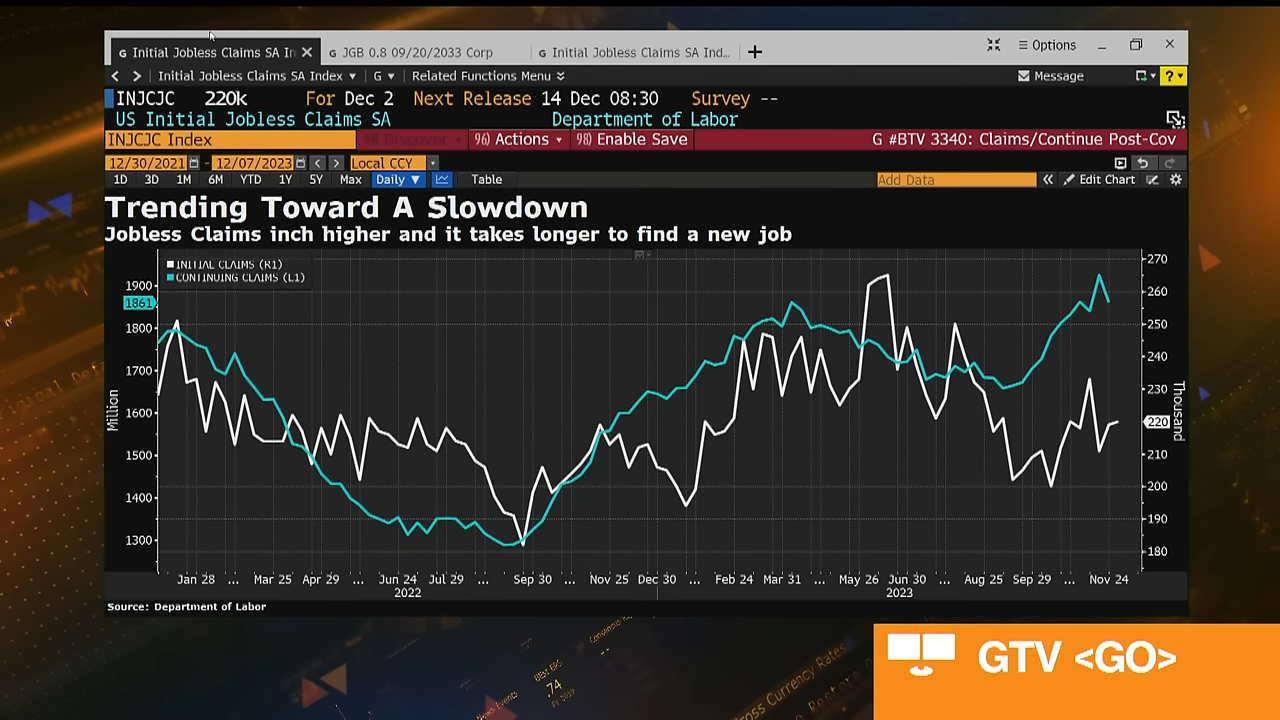 G Initial Jobless Claims SA In
G JGB 0.8 09/20/2033 Corp
G Initial Jobless Claims SA Ind...
Options
Initial Jobless Claims SA Index
G
Related Functions Menu
Message
?
INJCJC 220k For Dec 2 Next Release 14 Dec 08:30 Survey --
US Initial Jobless Claims SA Department of Labor
INJCJC Index
96) Actions
98) Enable Save
G #BTV 3340: Claims/Continue Post-Cov
12/30/2021 - 12/07/2023
Local CCY
1D 3D 1M 6M YTD 1Y 5Y Max Daily ▼ Table
Add Data
« Edit Chart
Trending Toward A Slowdown
Jobless Claims inch higher and it takes longer to find a new job
INITIAL CLAIMS (R1)
CONTINUING CLAIMS (L1)
1900
1861
1800
1700
1600
1500
1400
1300
Million
270
260
250
240
230
220
210
200
190
180
Thousand
Jan 28 ... Mar 25 Apr 29 ... Jun 24 Jul 29 ... Sep 30 ... Nov 25 Dec 30 ... Feb 24 Mar 31 ... May 26 Jun 30 ... Aug 25 Sep 29 ... Nov 24
2022 2023
Source: Department of Labor
GTV <GO>
BEst EPS
.74
News Events